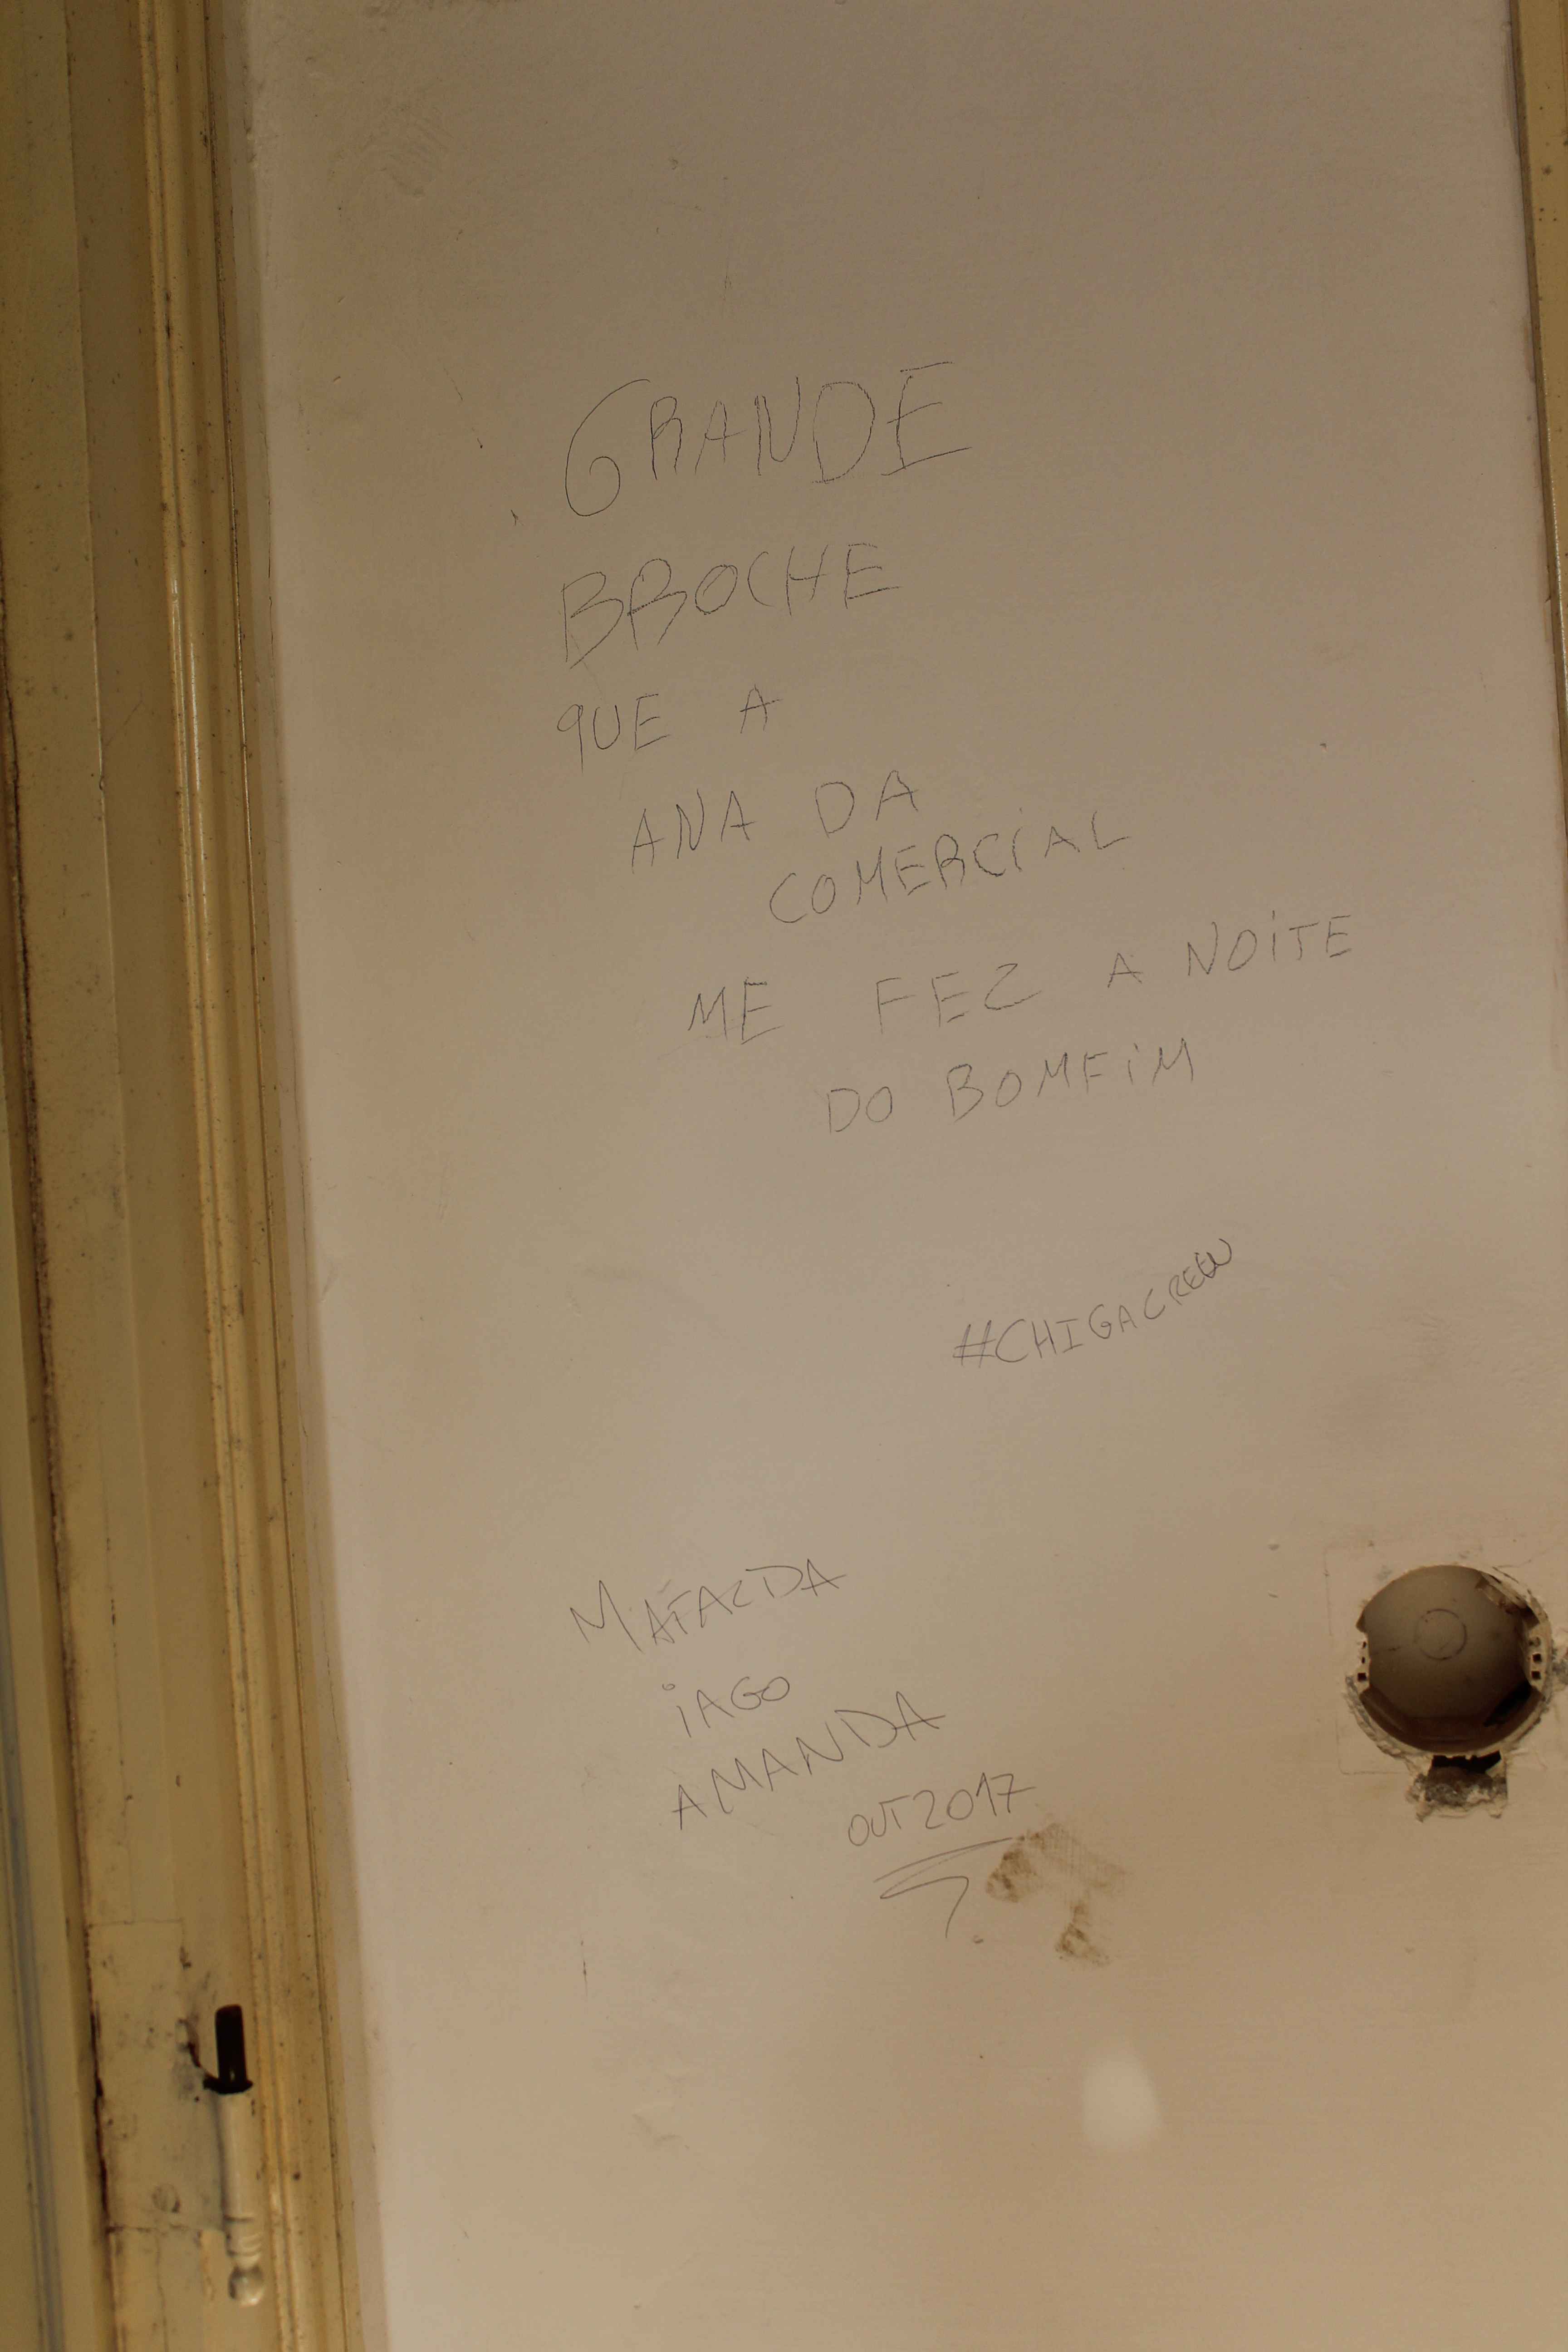 GRANDE
BROCHE
QUE A
ANA DA
COMERCIAL
ME FEZ A NOITE
DO BOMFIM
#CHIGACREW
MAFALDA
IAGO
AMANDA
OUT 2017